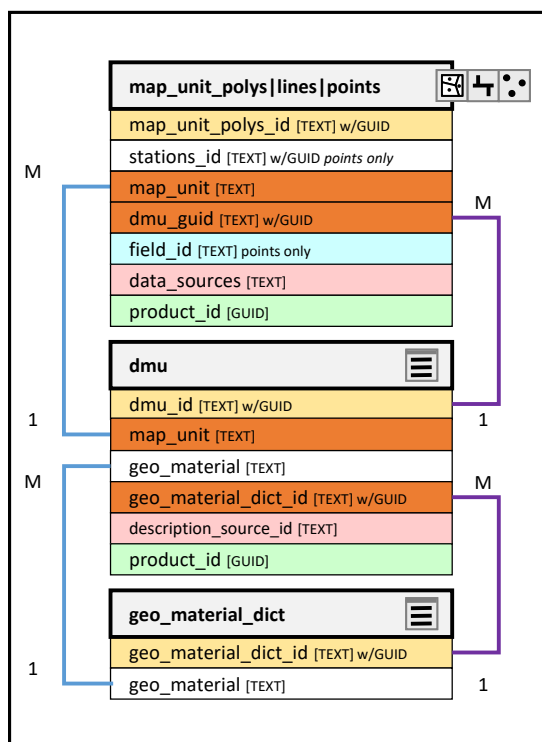 map_unit_polys|lines|points
map_unit_polys_id [TEXT] w/GUID
stations_id [TEXT] w/GUID points only
M
map_unit [TEXT]
M
dmu_guid [TEXT] w/GUID
field_id [TEXT] points only
data_sources [TEXT]
product_id [GUID]
dmu
dmu_id [TEXT] w/GUID
1
1
map_unit [TEXT]
geo_material [TEXT]
M
M
geo_material_dict_id [TEXT] w/GUID
description_source_id [TEXT]
product_id [GUID]
geo_material_dict
geo_material_dict_id [TEXT] w/GUID
1
geo_material [TEXT]
1